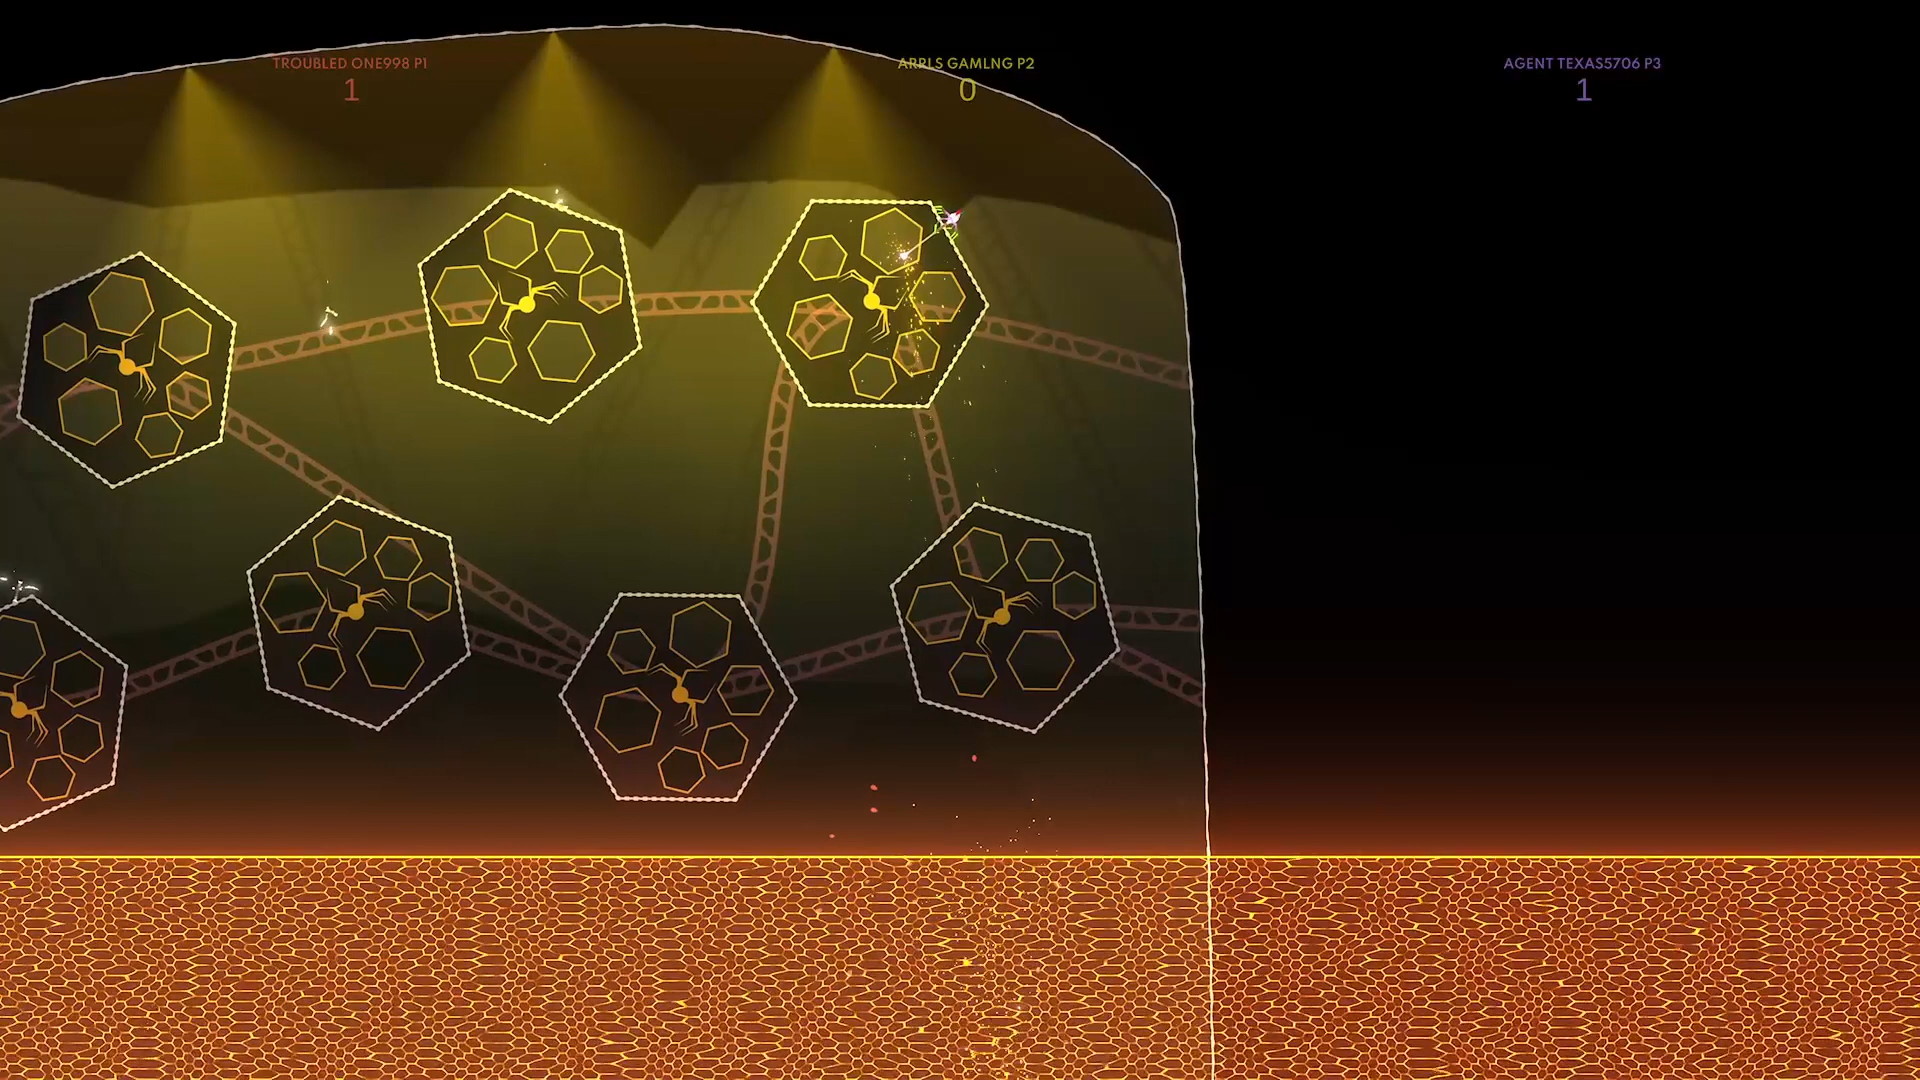 TROUBLED ONE998 P1
1
ARRLS GAMLNG P2
0
AGENT TEXAS5706 P3
1